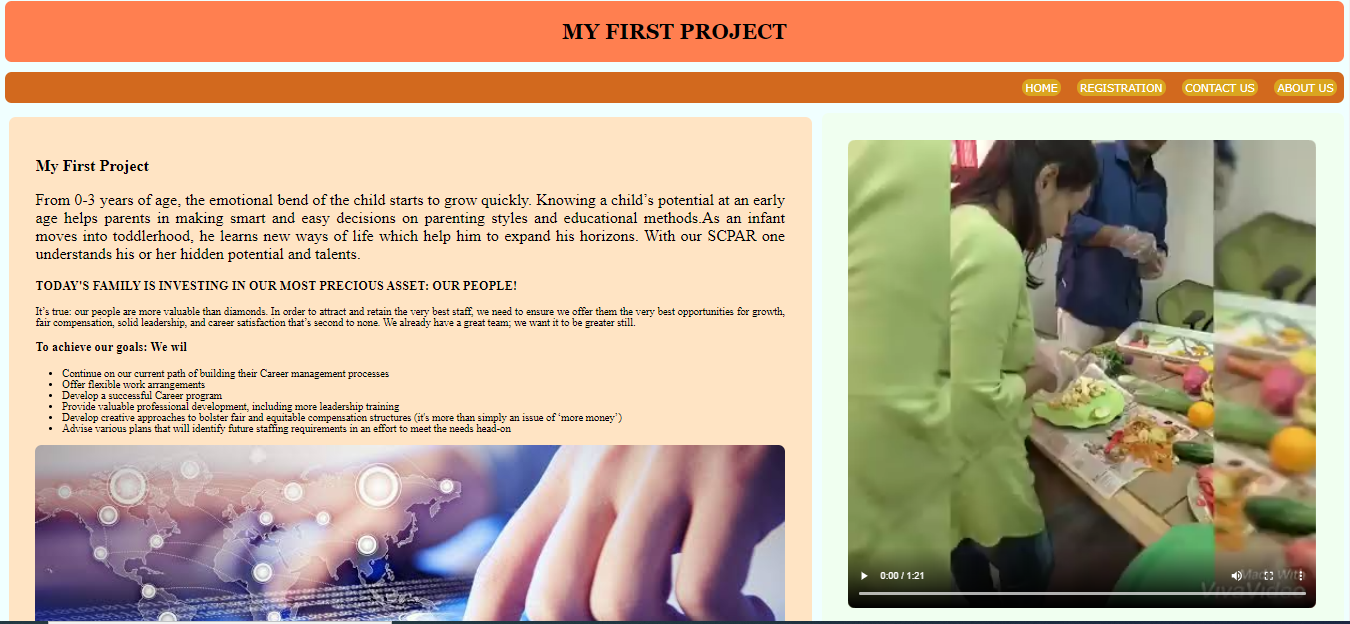 MY FIRST PROJECT
HOME REGISTRATION CONTACT US ABOUT US
My First Project
From 0-3 years of age, the emotional bend of the child starts to grow quickly. Knowing a child’s potential at an early
age helps parents in making smart and easy decisions on parenting styles and educational methods.As an infant
moves into toddlerhood, he learns new ways of life which help him to expand his horizons. With our SCPAR one
understands his or her hidden potential and talents.
TODAY'S FAMILY IS INVESTING IN OUR MOST PRECIOUS ASSET: OUR PEOPLE!
It’s true: our people are more valuable than diamonds. In order to attract and retain the very best staff, we need to ensure we offer them the very best opportunities for growth,
fair compensation, solid leadership, and career satisfaction that’s second to none. We already have a great team; we want it to be greater still.
To achieve our goals: We wil
• Continue on our current path of building their Career management processes
• Offer flexible work arrangements
• Develop a successful Career program
• Provide valuable professional development, including more leadership training
• Develop creative approaches to bolster fair and equitable compensation structures (it's more than simply an issue of ‘more money’)
• Advise various plans that will identify future staffing requirements in an effort to meet the needs head-on
0:00 / 1:21
Made With
VivaVideo